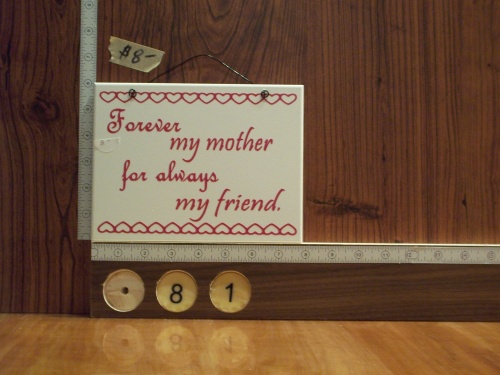 $8-
Forever
my mother
for always
my friend.
8 1